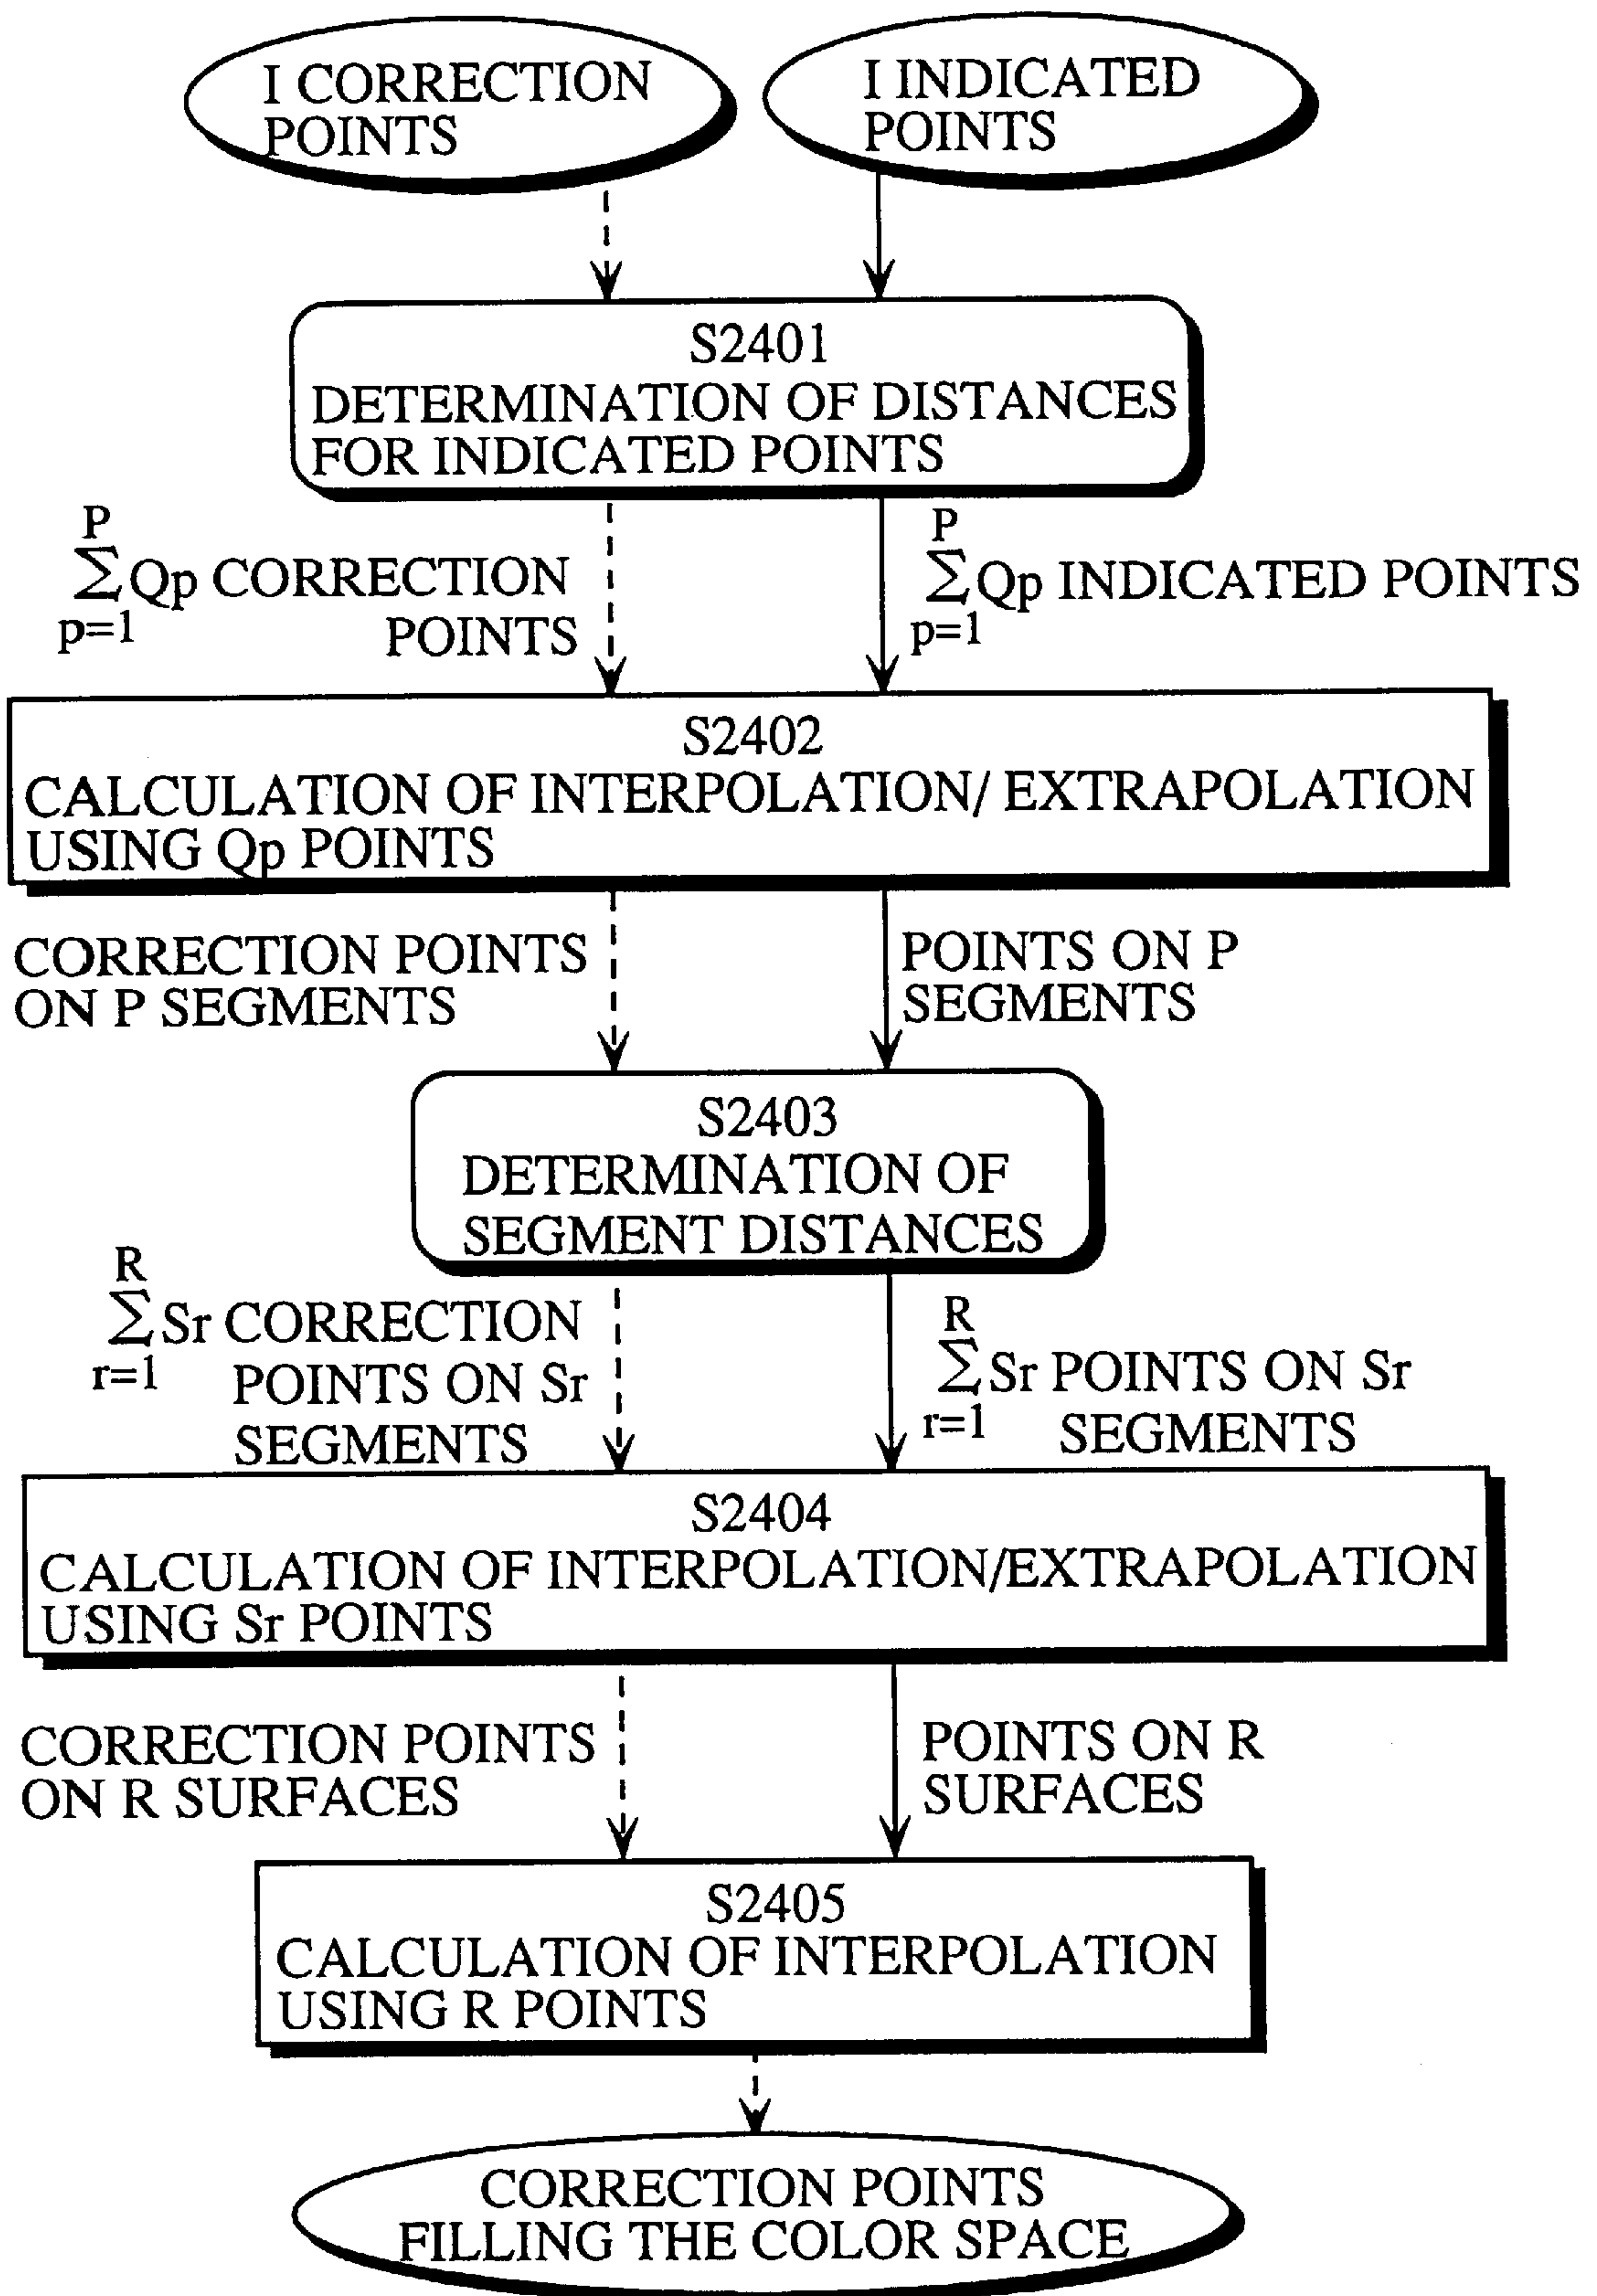 I CORRECTION
POINTS
I INDICATED
POINTS
S2401
DETERMINATION OF DISTANCES
FOR INDICATED POINTS
P
ΣQp CORRECTION
p=1
POINTS
P
ΣQp INDICATED POINTS
p=1
S2402
CALCULATION OF INTERPOLATION/ EXTRAPOLATION
USING Qp POINTS
CORRECTION POINTS
ON P SEGMENTS
POINTS ON P
SEGMENTS
S2403
DETERMINATION OF
SEGMENT DISTANCES
R
ΣSr CORRECTION
r=1 POINTS ON Sr
SEGMENTS
R
ΣSr POINTS ON Sr
r=1 SEGMENTS
S2404
CALCULATION OF INTERPOLATION/EXTRAPOLATION
USING Sr POINTS
CORRECTION POINTS
ON R SURFACES
POINTS ON R
SURFACES
S2405
CALCULATION OF INTERPOLATION
USING R POINTS
CORRECTION POINTS
FILLING THE COLOR SPACE